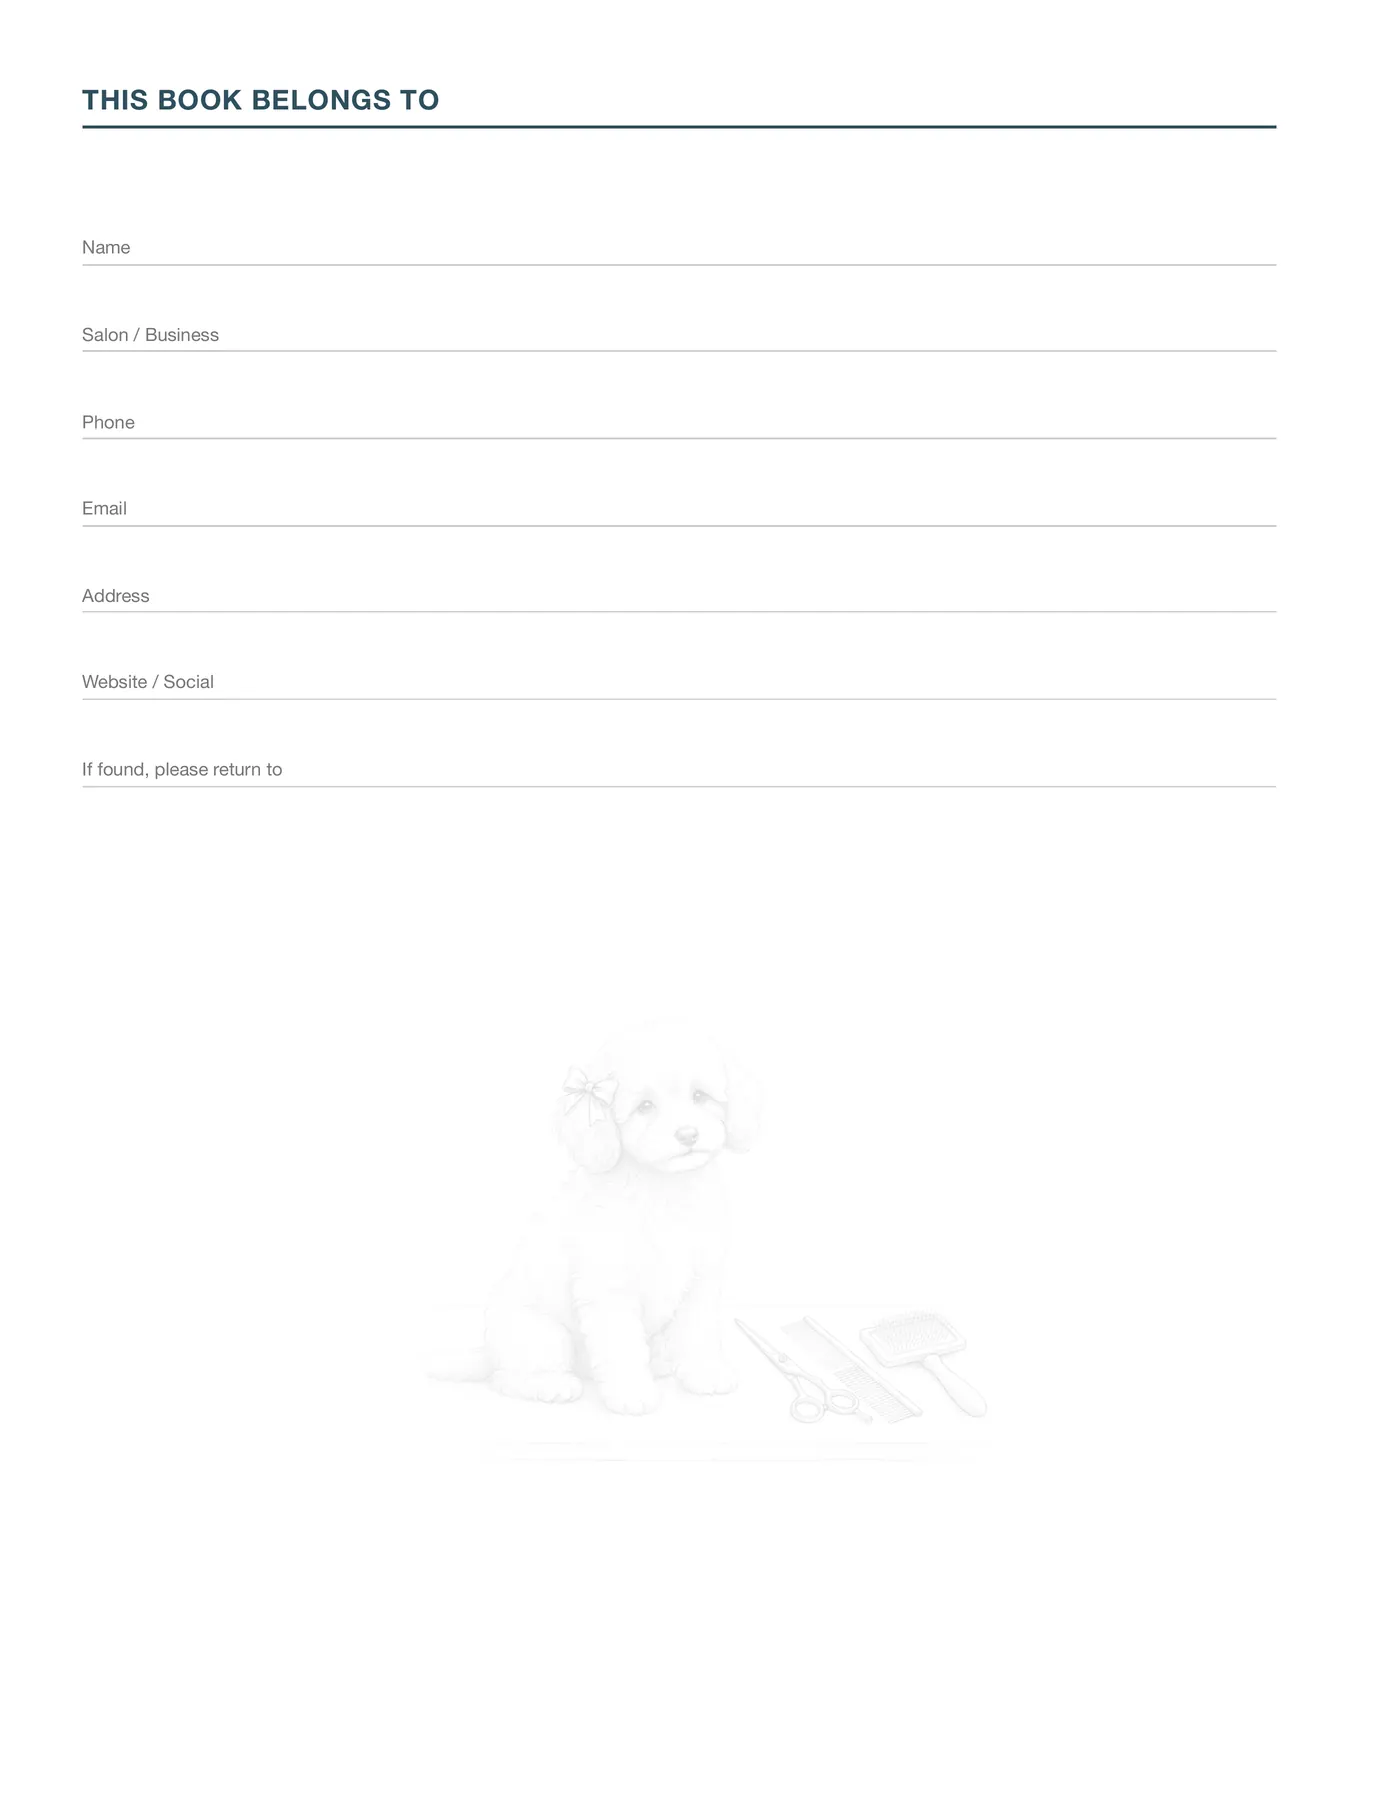 THIS BOOK BELONGS TO
Name
Salon / Business
Phone
Email
Address
Website / Social
If found, please return to